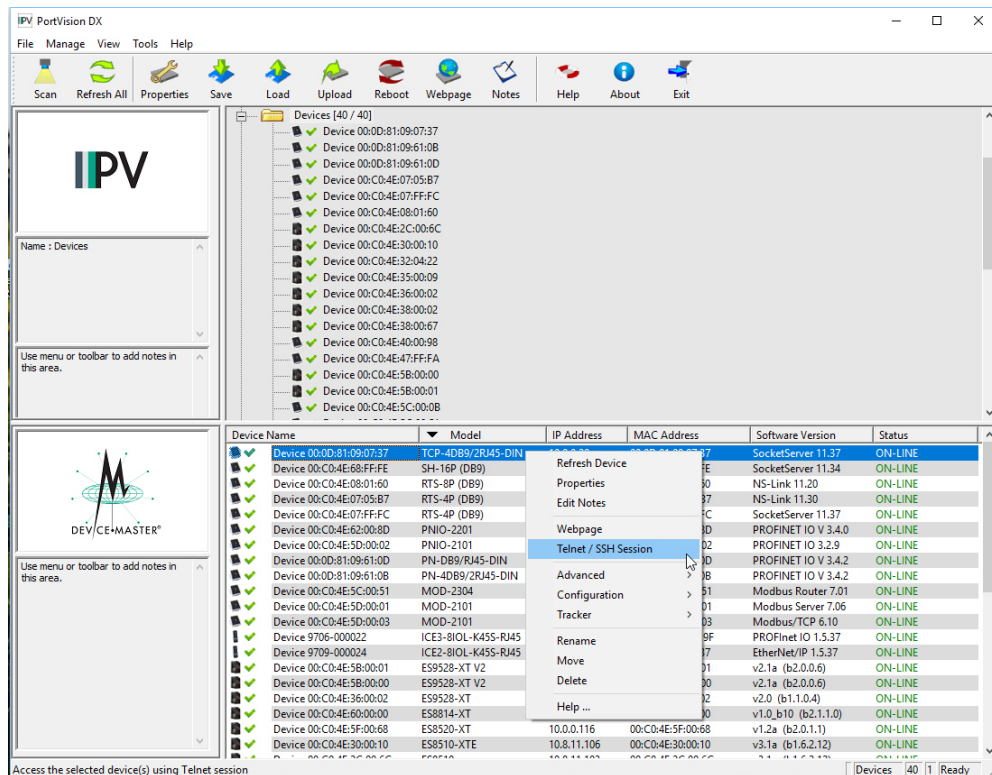 IPV PortVision DX
File Manage View Tools Help
Scan Refresh All Properties Save Load Upload Reboot Webpage Notes Help About Exit
IPV
Name : Devices
Use menu or toolbar to add notes in
this area.
Devices [40 / 40]
Device 00:0D:81:09:07:37
Device 00:0D:81:09:61:0B
Device 00:0D:81:09:61:0D
Device 00:C0:4E:07:05:B7
Device 00:C0:4E:07:FF:FC
Device 00:C0:4E:08:01:60
Device 00:C0:4E:2C:00:6C
Device 00:C0:4E:30:00:10
Device 00:C0:4E:32:04:22
Device 00:C0:4E:35:00:09
Device 00:C0:4E:36:00:02
Device 00:C0:4E:38:00:02
Device 00:C0:4E:38:00:67
Device 00:C0:4E:40:00:98
Device 00:C0:4E:47:FF:FA
Device 00:C0:4E:5B:00:00
Device 00:C0:4E:5B:00:01
Device 00:C0:4E:5C:00:0B
M
DEVICE•MASTER®
Use menu or toolbar to add notes in
this area.
Device Name Model IP Address MAC Address Software Version Status
Device 00:0D:81:09:07:37 TCP-4DB9/2RJ45-DIN 37 SocketServer 11.37 ON-LINE
Device 00:C0:4E:68:FF:FE SH-16P (DB9) FE SocketServer 11.34 ON-LINE
Device 00:C0:4E:08:01:60 RTS-8P (DB9) 60 NS-Link 11.20 ON-LINE
Device 00:C0:4E:07:05:B7 RTS-4P (DB9) 37 NS-Link 11.30 ON-LINE
Device 00:C0:4E:07:FF:FC RTS-4P (DB9) FC SocketServer 11.37 ON-LINE
Device 00:C0:4E:62:00:8D PNIO-2201 3D PROFINET IO V 3.4.0 ON-LINE
Device 00:C0:4E:5D:00:02 PNIO-2101 02 PROFINET IO 3.2.9 ON-LINE
Device 00:0D:81:09:61:0D PN-DB9/RJ45-DIN 0D PROFINET IO V 3.4.2 ON-LINE
Device 00:0D:81:09:61:0B PN-4DB9/2RJ45-DIN 0B PROFINET IO V 3.4.2 ON-LINE
Device 00:C0:4E:5C:00:51 MOD-2304 51 Modbus Router 7.01 ON-LINE
Device 00:C0:4E:5D:00:01 MOD-2101 01 Modbus Server 7.06 ON-LINE
Device 00:C0:4E:5D:00:03 MOD-2101 03 Modbus/TCP 6.10 ON-LINE
Device 9706-000022 ICE3-8IOL-K45S-RJ45 9F PROFInet IO 1.5.37 ON-LINE
Device 9709-000024 ICE2-8IOL-K45S-RJ45 37 EtherNet/IP 1.5.37 ON-LINE
Device 00:C0:4E:5B:00:01 ES9528-XT V2 01 v2.1a (b2.0.0.6) ON-LINE
Device 00:C0:4E:5B:00:00 ES9528-XT V2 00 v2.1a (b2.0.0.6) ON-LINE
Device 00:C0:4E:36:00:02 ES9528-XT 02 v2.0 (b1.1.0.4) ON-LINE
Device 00:C0:4E:60:00:00 ES8814-XT 00 v1.0_b10 (b2.1.1.0) ON-LINE
Device 00:C0:4E:5F:00:68 ES8520-XT 10.0.0.116 00:C0:4E:5F:00:68 v1.2a (b2.0.1.1) ON-LINE
Device 00:C0:4E:30:00:10 ES8510-XTE 10.8.11.106 00:C0:4E:30:00:10 v3.1a (b1.6.2.12) ON-LINE
Refresh Device
Properties
Edit Notes
Webpage
Telnet / SSH Session
Advanced
Configuration
Tracker
Rename
Move
Delete
Help ...
Access the selected device(s) using Telnet session
Devices 40 1 Ready